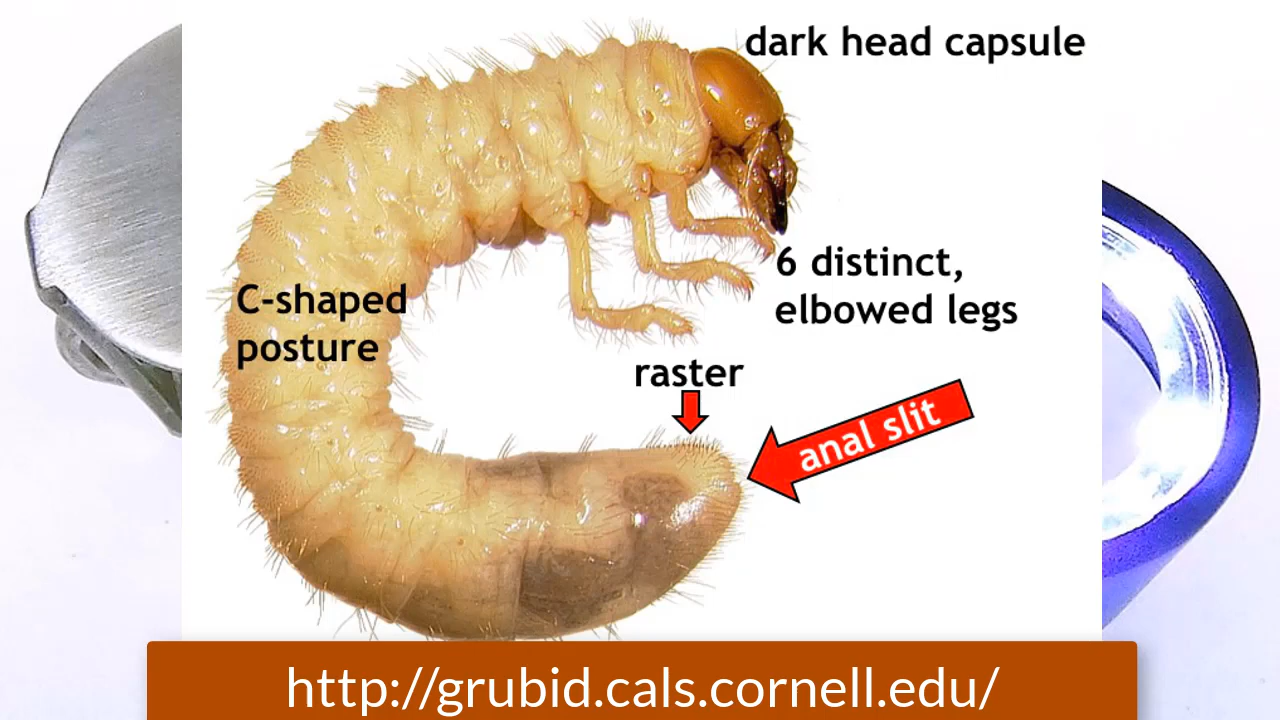 dark head capsule
6 distinct,
elbowed legs
C-shaped
posture
raster
anal slit
http://grubid.cals.cornell.edu/